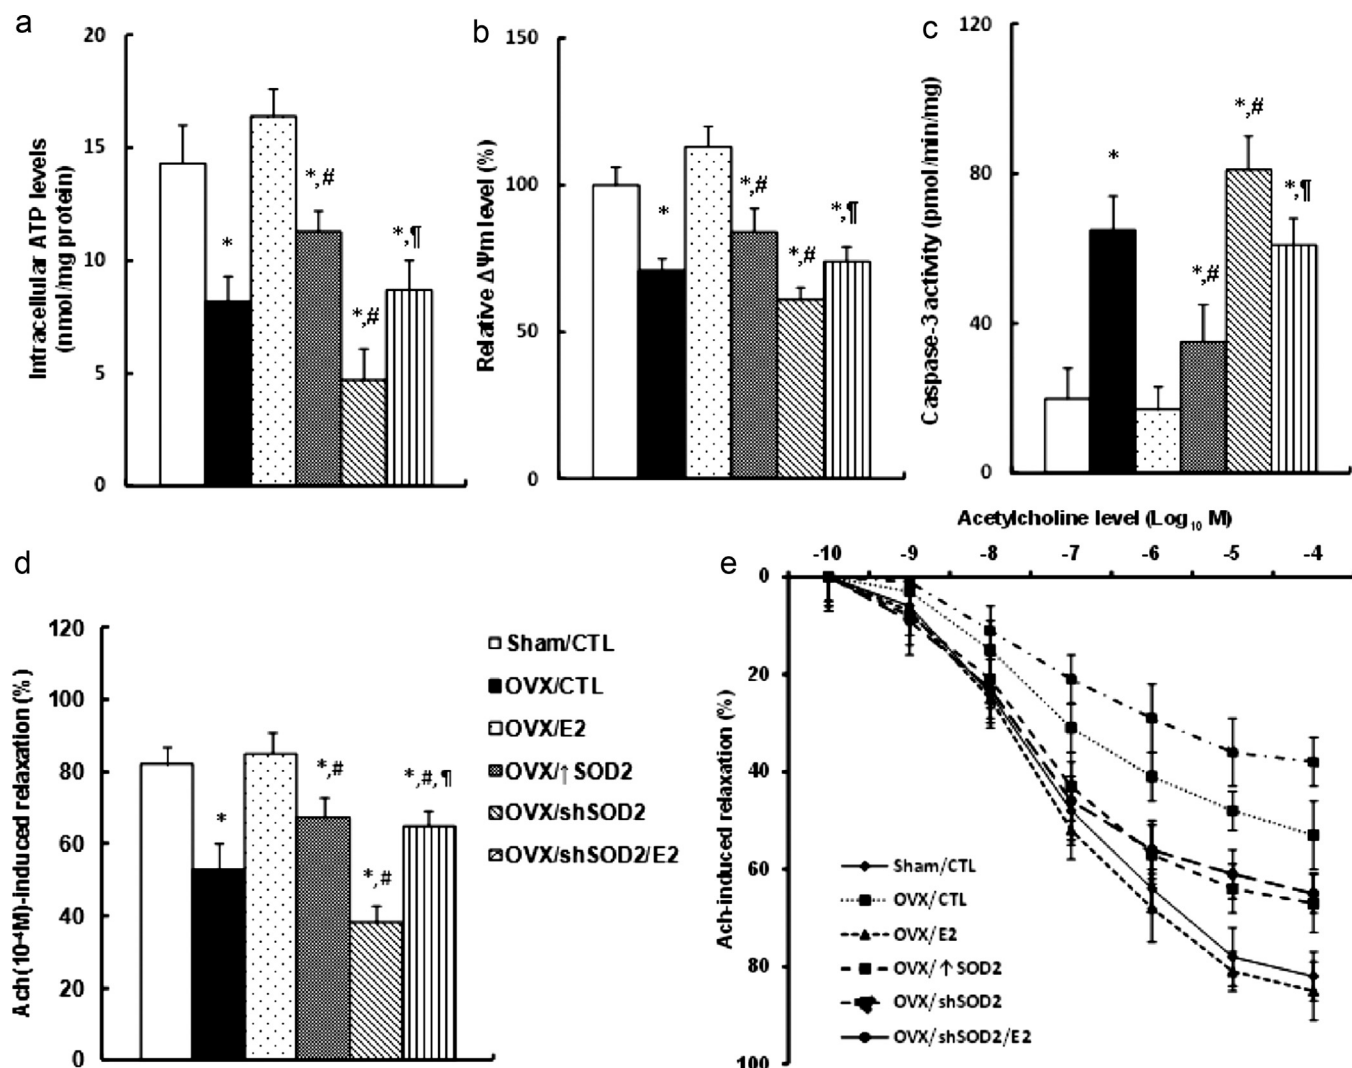 a
Intracellular ATP levels
(nmol/mg protein)
20
15
10
5
0
*
*,#
*,#
*,¶
b
Relative ΔΨm level (%)
150
100
50
0
*
*,#
*,#
*,¶
c
Caspase-3 activity (pmol/min/mg)
120
80
40
0
*
*,#
*,#
*,¶
d
Ach(10-4M)-induced relaxation (%)
120
100
80
60
40
20
0
*
*,#
*,#
*,#,¶
Sham/CTL
OVX/CTL
OVX/E2
OVX/↑SOD2
OVX/shSOD2
OVX/shSOD2/E2
e
Acetylcholine level (Log10 M)
-10 -9 -8 -7 -6 -5 -4
Ach-induced relaxation (%)
0
20
40
60
80
100
Sham/CTL
OVX/CTL
OVX/E2
OVX/↑SOD2
OVX/shSOD2
OVX/shSOD2/E2